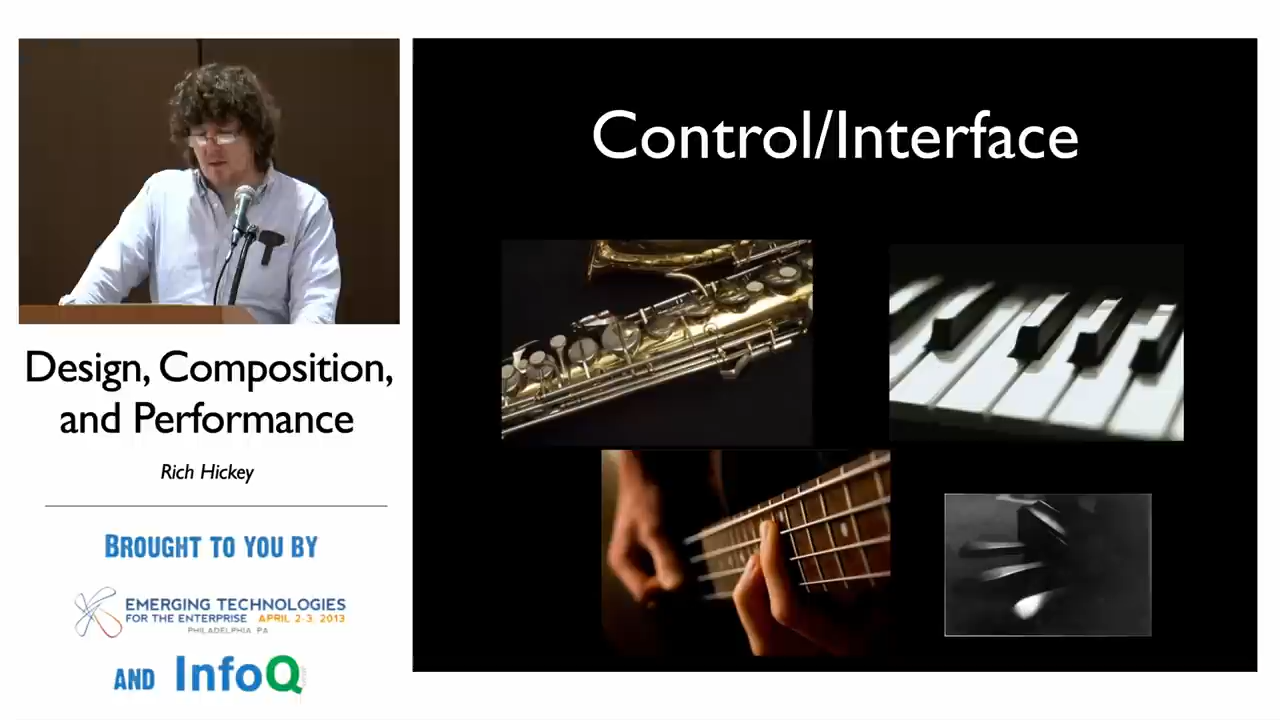 Control/Interface
Design, Composition,
and Performance
Rich Hickey
BROUGHT TO YOU BY
EMERGING TECHNOLOGIES
FOR THE ENTERPRISE APRIL 2-3, 2013
PHILADELPHIA, PA
AND InfoQ